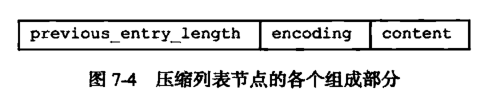 previous_entry_length encoding content
图 7-4 压缩列表节点的各个组成部分